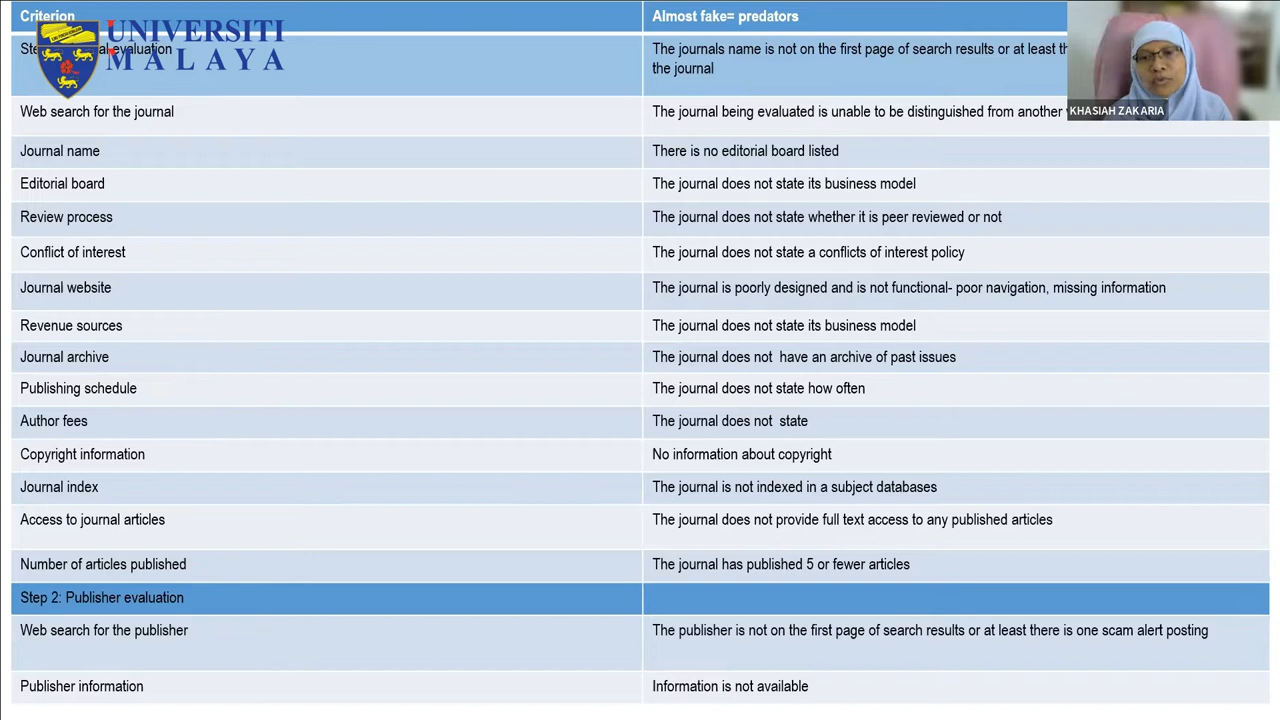 Criterion
Almost fake= predators
UNIVERSITI
MALAYA
evaluation
The journals name is not on the first page of search results or at least
the journal
KHASIAH ZAKARIA
Web search for the journal
The journal being evaluated is unable to be distinguished from another
Journal name
There is no editorial board listed
Editorial board
The journal does not state its business model
Review process
The journal does not state whether it is peer reviewed or not
Conflict of interest
The journal does not state a conflicts of interest policy
Journal website
The journal is poorly designed and is not functional- poor navigation, missing information
Revenue sources
The journal does not state its business model
Journal archive
The journal does not have an archive of past issues
Publishing schedule
The journal does not state how often
Author fees
The journal does not state
Copyright information
No information about copyright
Journal index
The journal is not indexed in a subject databases
Access to journal articles
The journal does not provide full text access to any published articles
Number of articles published
The journal has published 5 or fewer articles
Step 2: Publisher evaluation
Web search for the publisher
The publisher is not on the first page of search results or at least there is one scam alert posting
Publisher information
Information is not available